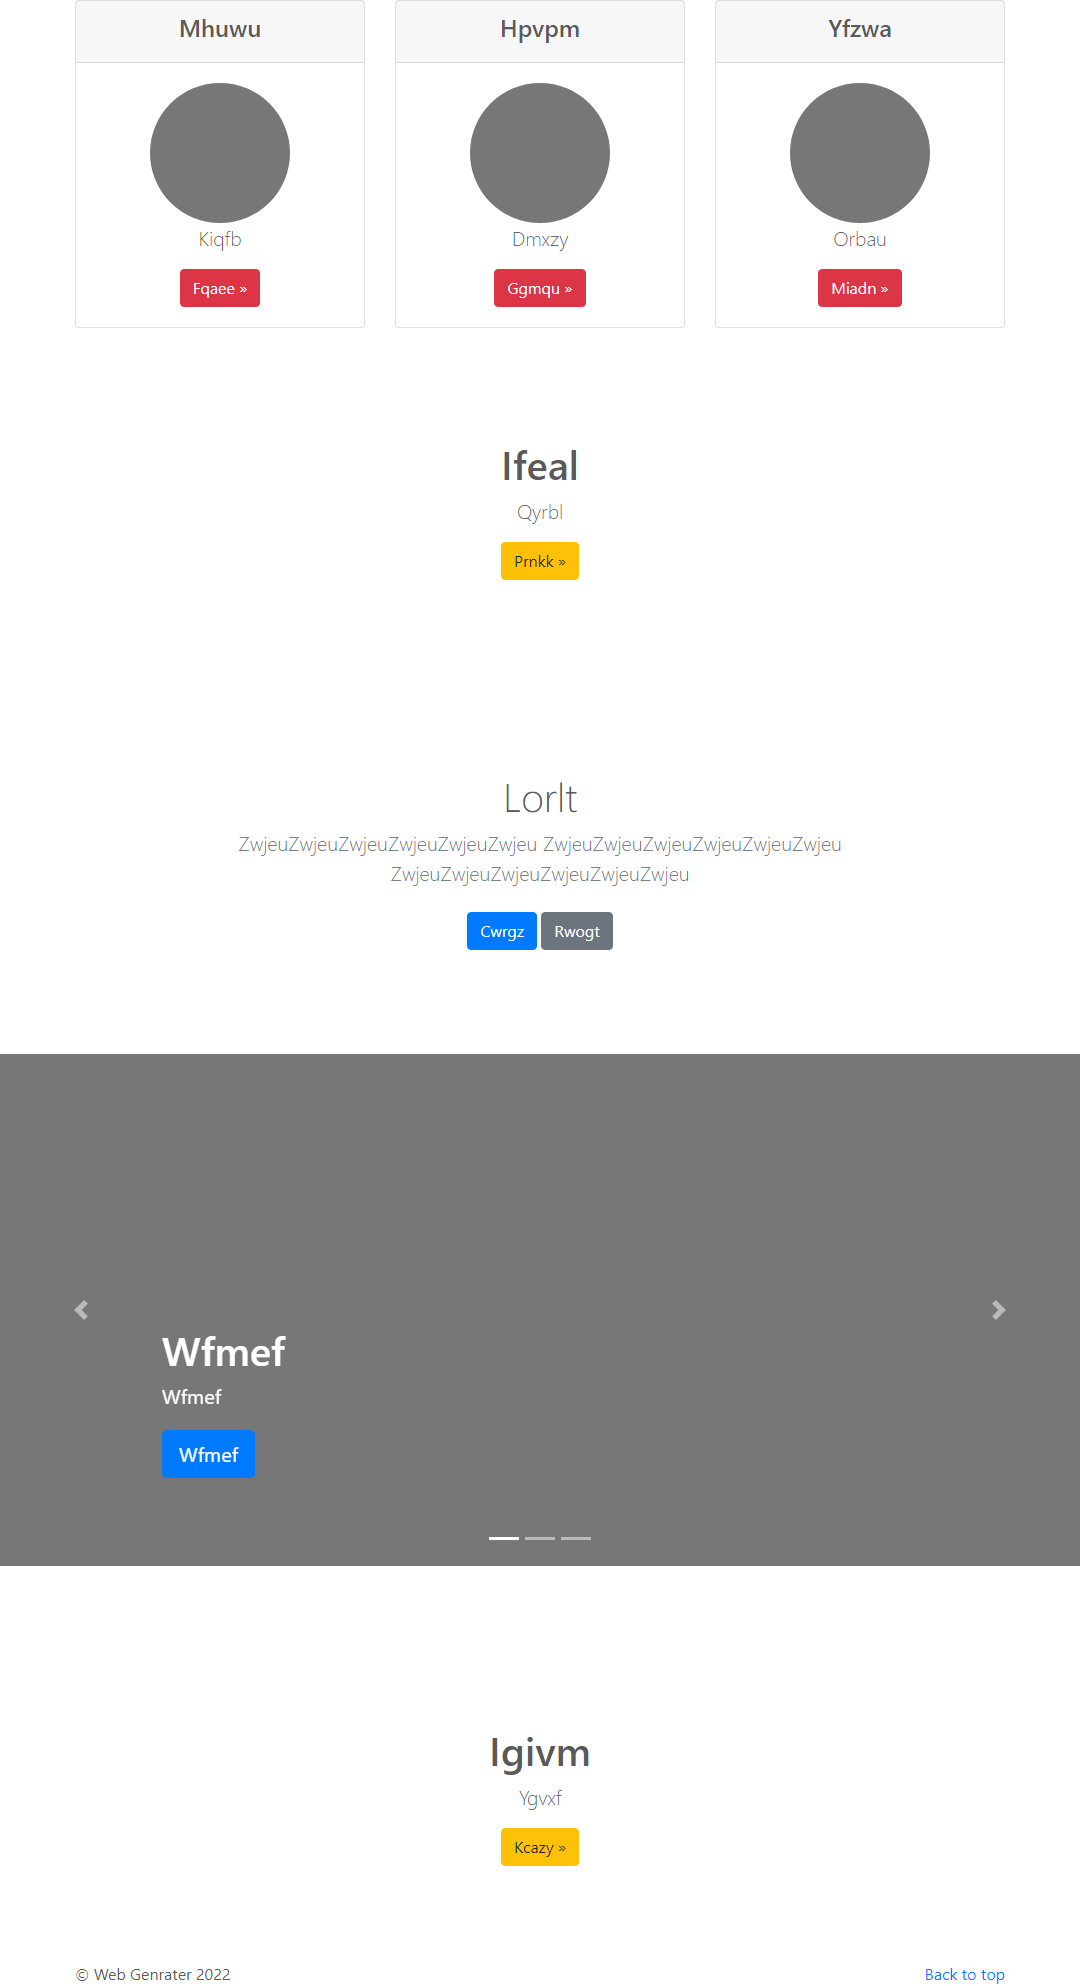 Mhuwu
Hpvpm
Yfzwa
Kiqfb
Dmxzy
Orbau
Fqaee »
Ggmqu »
Miadn »
Ifeal
Qyrbl
Prnkk »
Lorlt
ZwjeuZwjeuZwjeuZwjeuZwjeuZwjeu ZwjeuZwjeuZwjeuZwjeuZwjeuZwjeu
ZwjeuZwjeuZwjeuZwjeuZwjeuZwjeu
Cwrgz Rwogt
Wfmef
Wfmef
Wfmef
Igivm
Ygvxf
Kcazy »
© Web Genrater 2022
Back to top